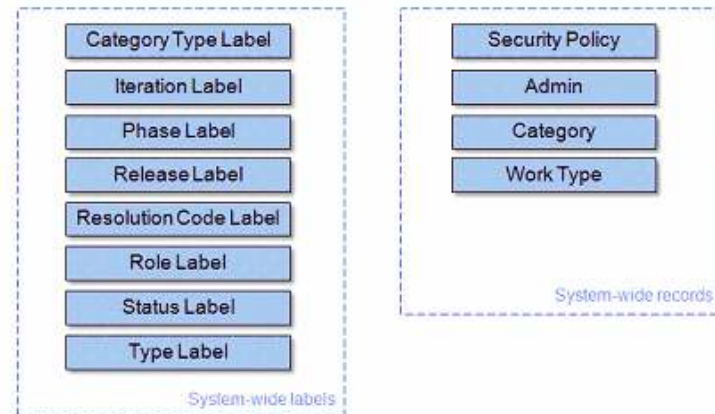 Category Type Label
Iteration Label
Phase Label
Release Label
Resolution Code Label
Role Label
Status Label
Type Label
System-wide labels
Security Policy
Admin
Category
Work Type
System-wide records